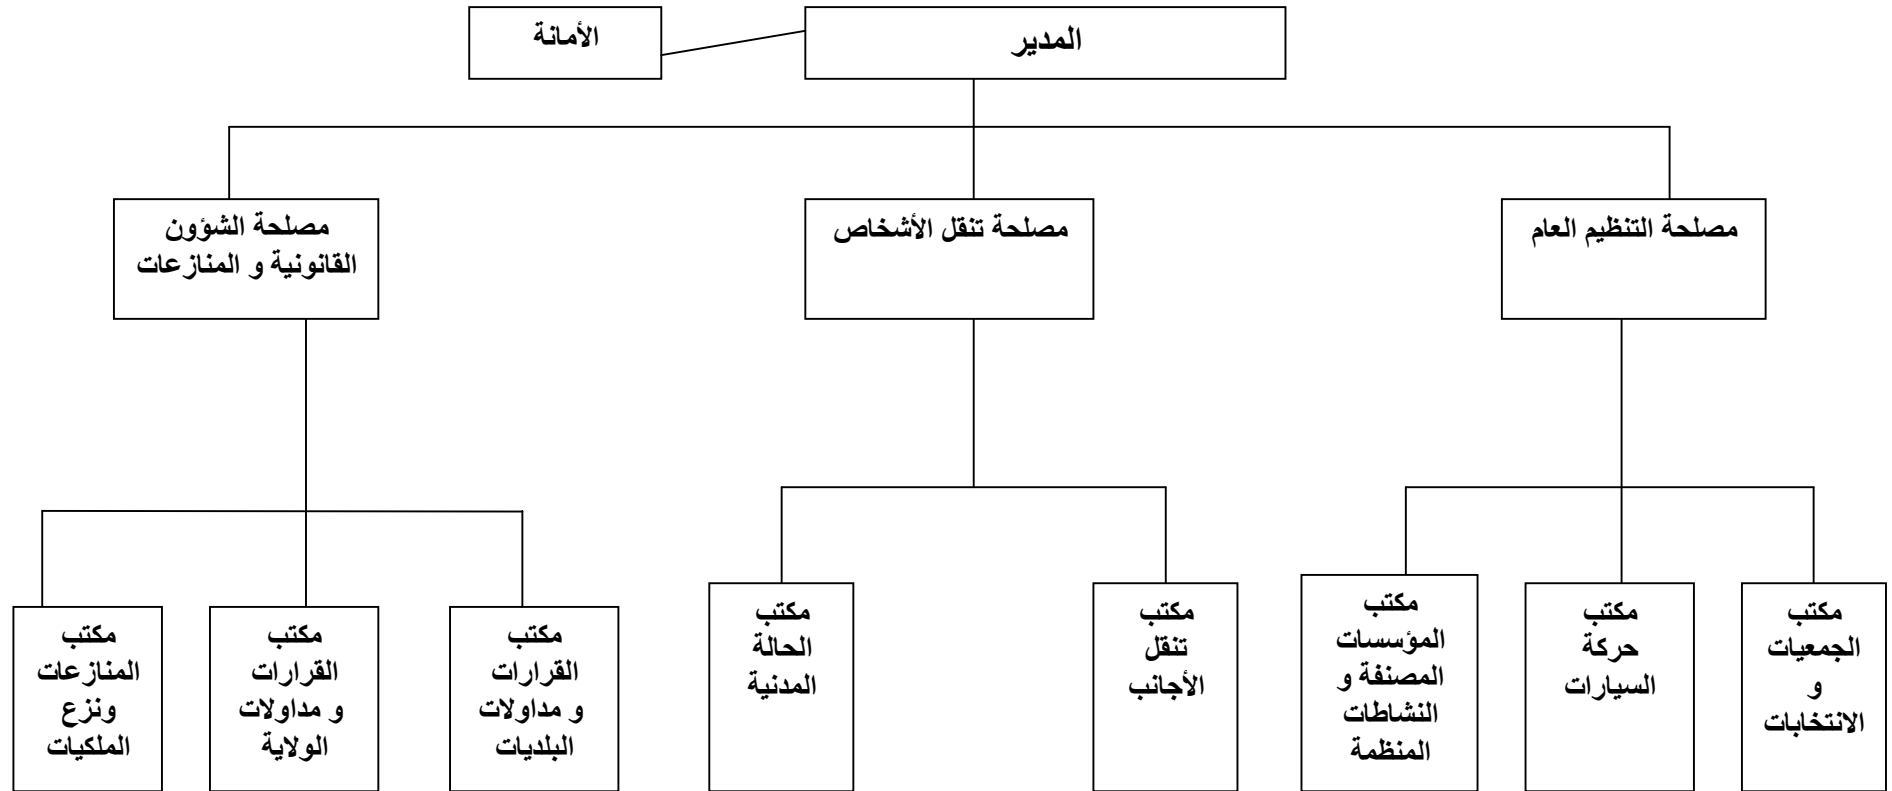 المدير
الأمانة
مصلحة التنظيم العام
مصلحة تنقل الأشخاص
مصلحة الشؤون
القانونية و المنازعات
مكتب
الجمعيات
و
الانتخابات
مكتب
حركة
السيارات
مكتب
المؤسسات
المصنفة و
النشاطات
المنظمة
مكتب
تنقل
الأجانب
مكتب
الحالة
المدنية
مكتب
القرارات
و مداولات
البلديات
مكتب
القرارات
و مداولات
الولاية
مكتب
المنازعات
ونزع
الملكيات